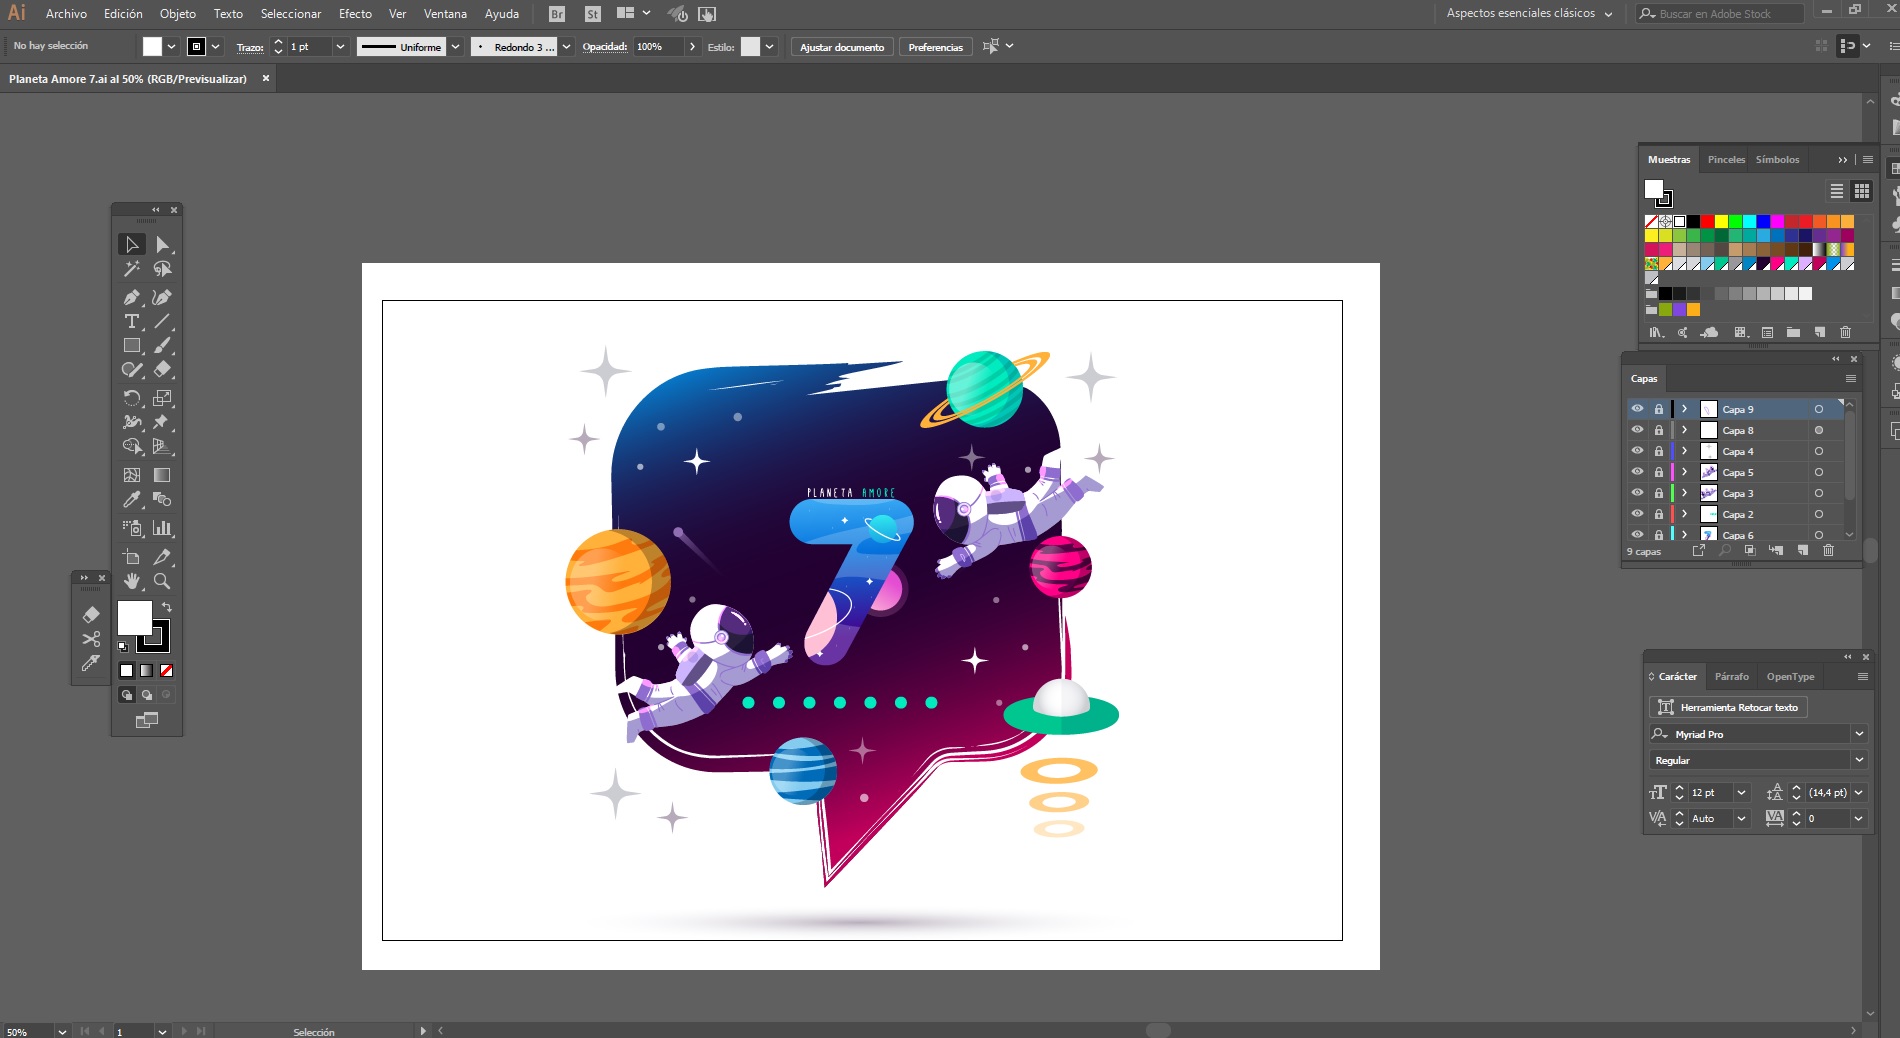 Ai Archivo Edición Objeto Texto Seleccionar Efecto Ver Ventana Ayuda Br St Aspectos esenciales clásicos Buscar en Adobe Stock
No hay selección Trazo: 1 pt Uniforme Redondo 3 ... Opacidad: 100% Estilo: Ajustar documento Preferencias
Planeta Amore 7.ai al 50% (RGB/Previsualizar)
Muestras Pinceles Símbolos
Capas
Capa 9
Capa 8
Capa 4
Capa 5
Capa 3
Capa 2
Capa 6
9 capas
PLANETA AMORE
7
Carácter Párrafo OpenType
Herramienta Retocar texto
Myriad Pro
Regular
12 pt (14,4 pt)
Auto 0
50% 1 Selección